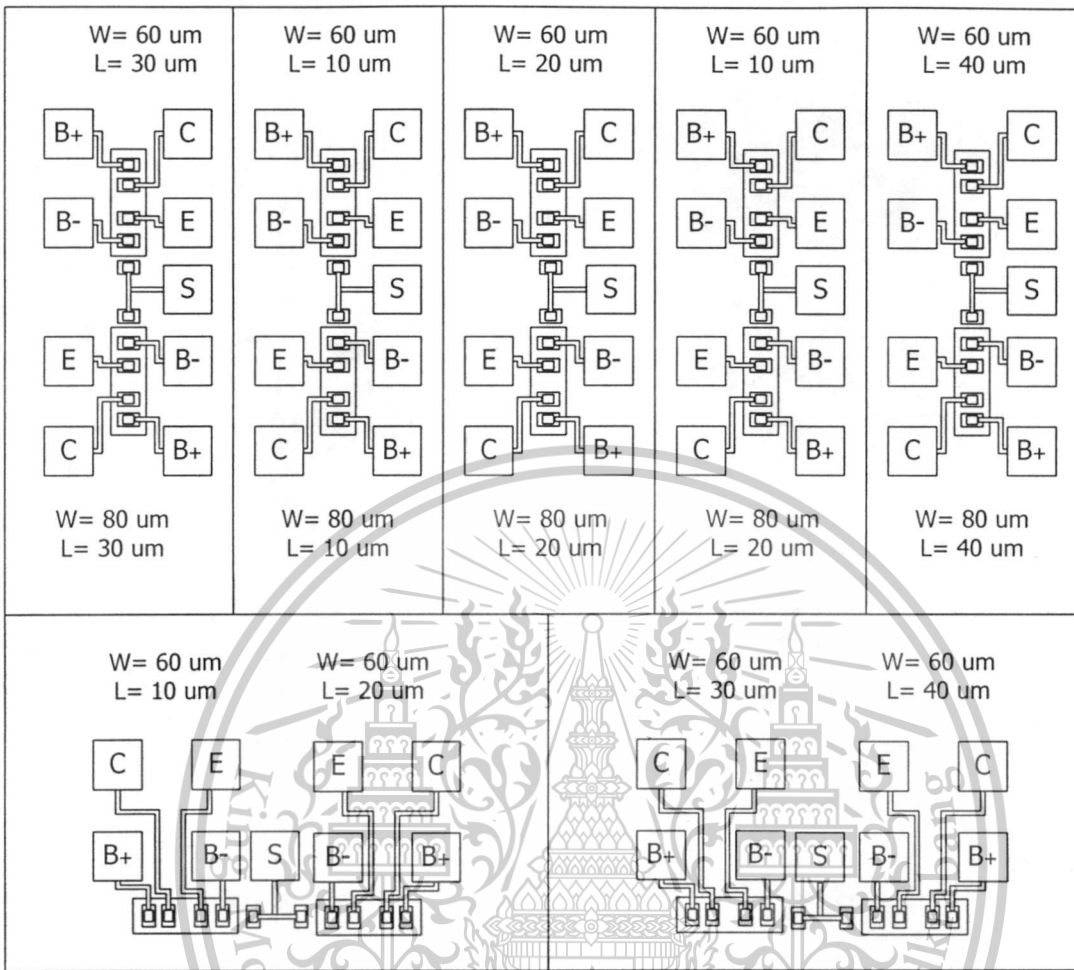 W= 60 um
L= 30 um
B+
C
B-
E
S
E
B-
C
B+
W= 80 um
L= 30 um
W= 60 um
L= 10 um
B+
C
B-
E
S
E
B-
C
B+
W= 80 um
L= 10 um
W= 60 um
L= 20 um
B+
C
B-
E
S
E
B-
C
B+
W= 80 um
L= 20 um
W= 60 um
L= 10 um
B+
C
B-
E
S
E
B-
C
B+
W= 80 um
L= 20 um
W= 60 um
L= 40 um
B+
C
B-
E
S
E
B-
C
B+
W= 80 um
L= 40 um
W= 60 um
L= 10 um
W= 60 um
L= 20 um
C
E
E
C
B+
B-
S
B-
B+
W= 60 um
L= 30 um
W= 60 um
L= 40 um
C
E
E
C
B+
B-
S
B-
B+